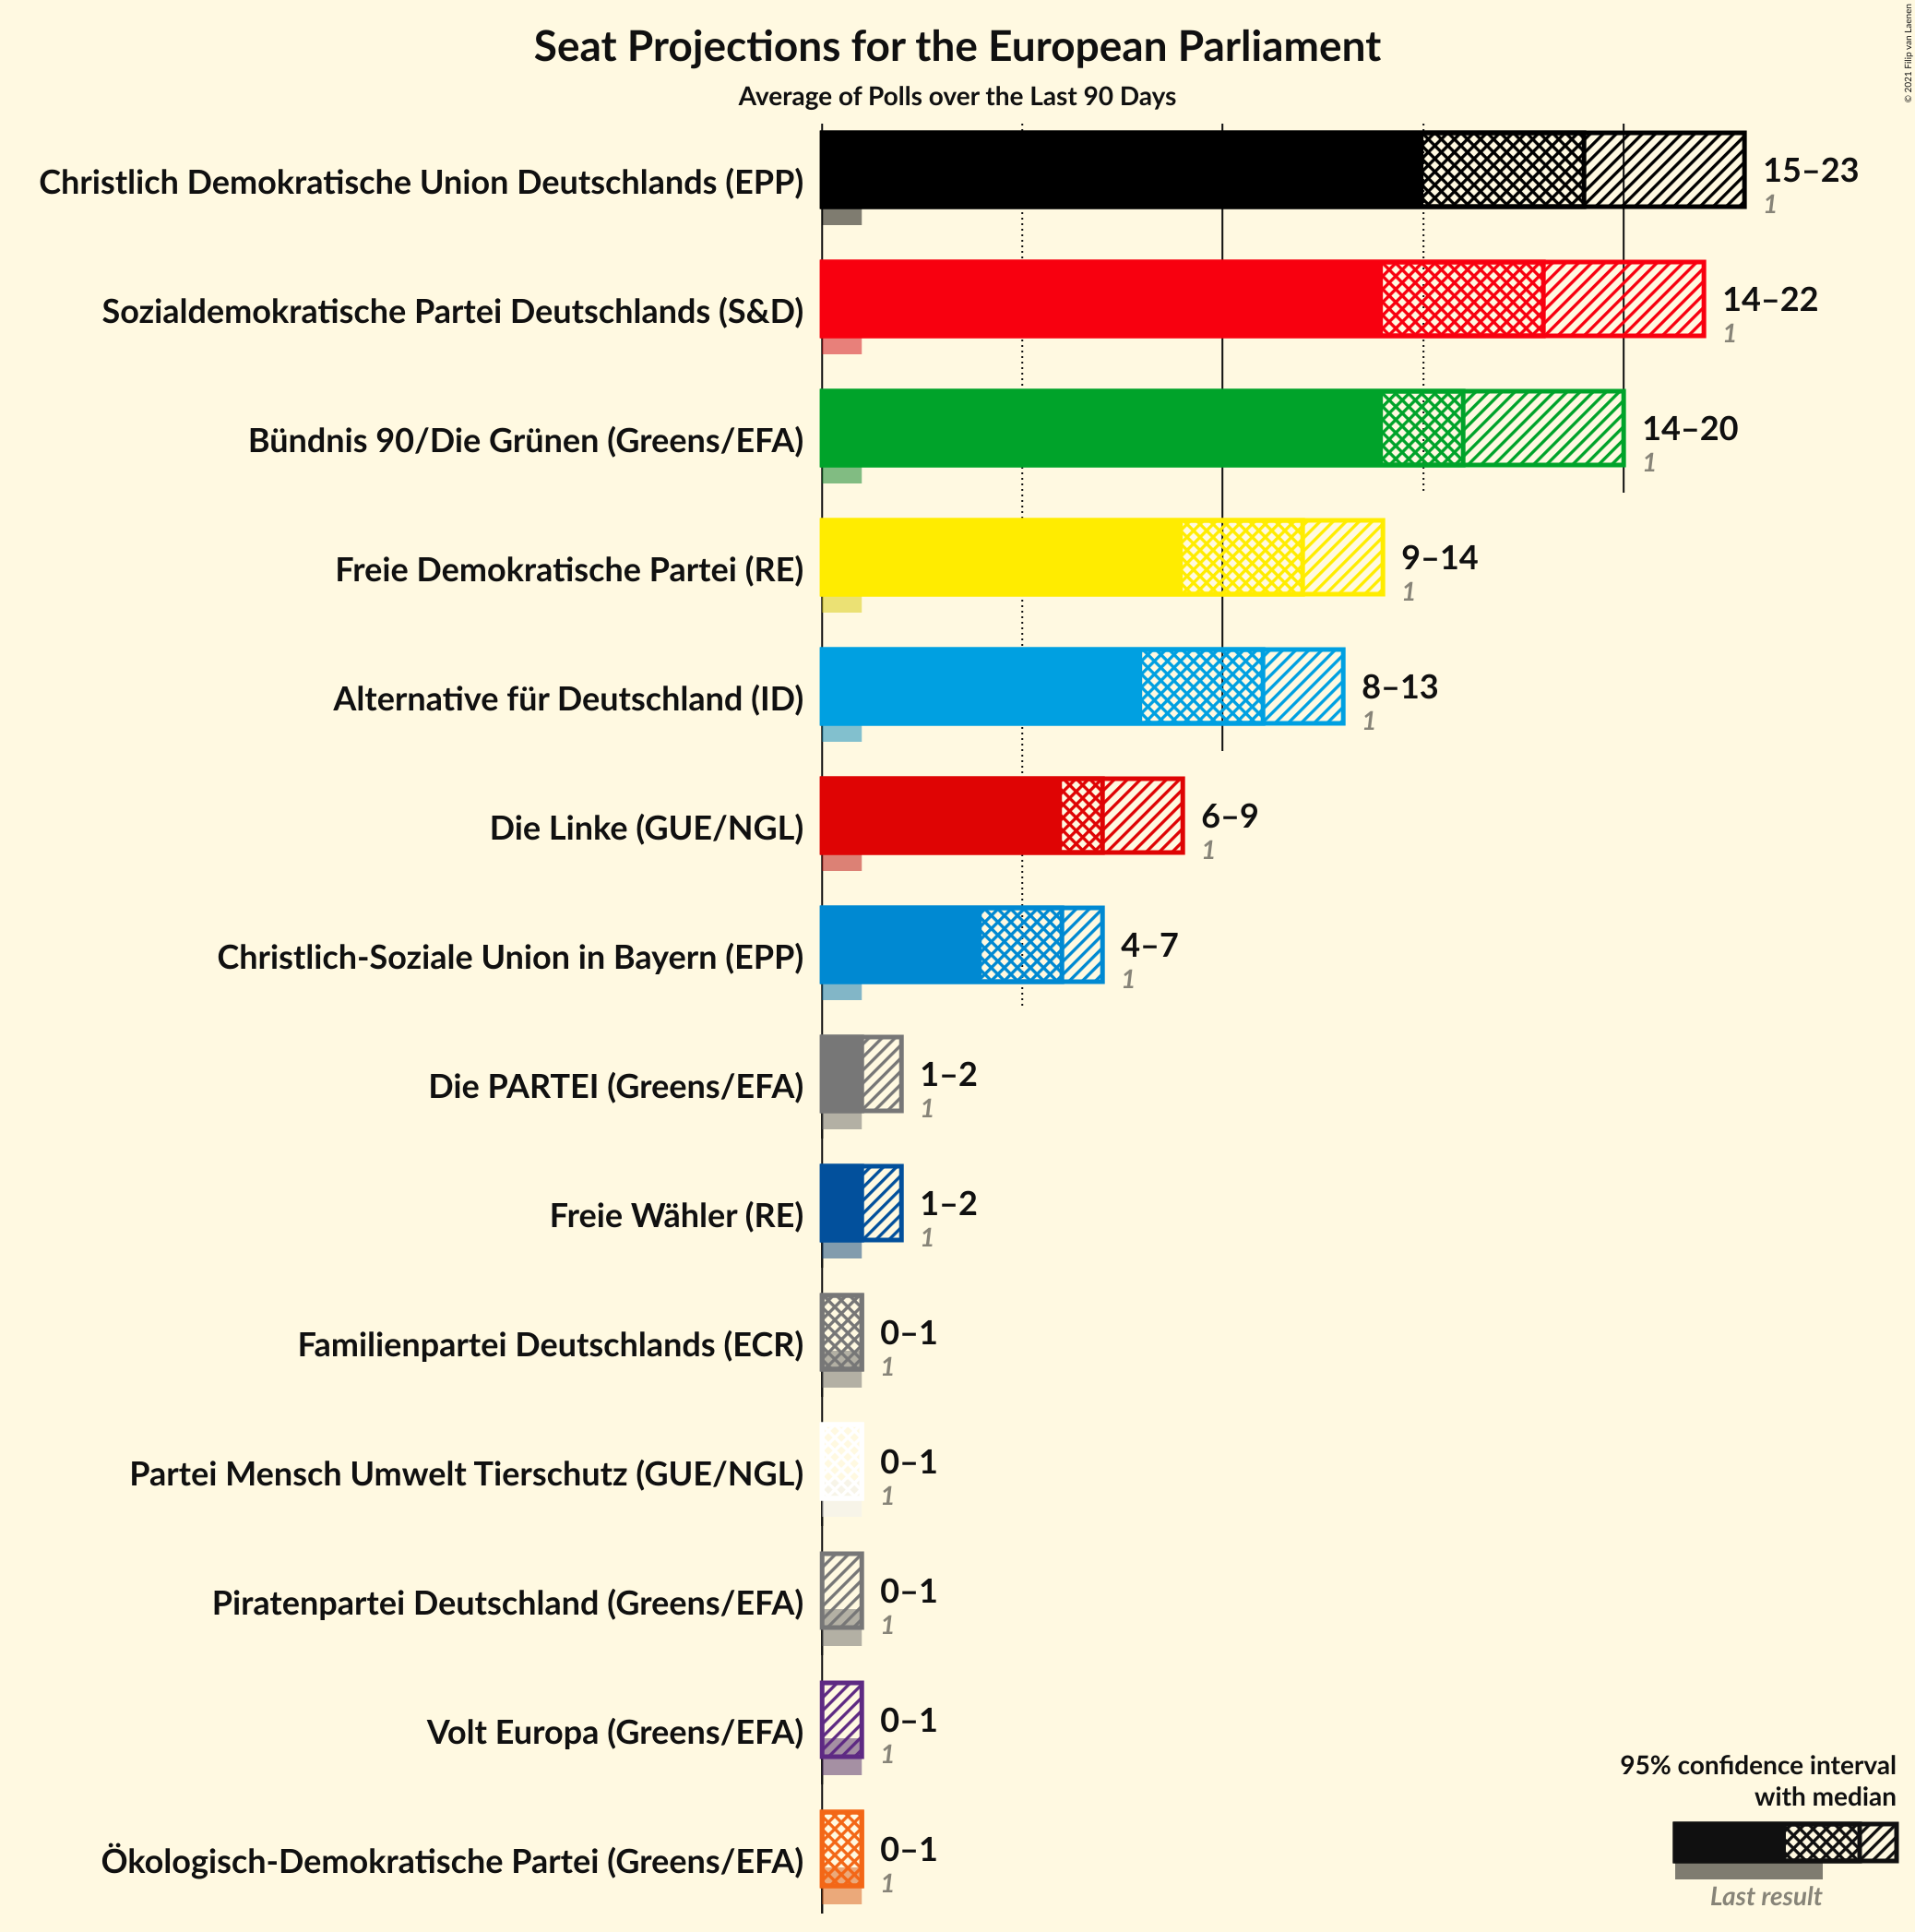 Seat Projections for the European Parliament
Average of Polls over the Last 90 Days
© 2021 Filip van Laenen
Christlich Demokratische Union Deutschlands (EPP)
15–23
1
Sozialdemokratische Partei Deutschlands (S&D)
14–22
1
Bündnis 90/Die Grünen (Greens/EFA)
14–20
1
Freie Demokratische Partei (RE)
9–14
1
Alternative für Deutschland (ID)
8–13
1
Die Linke (GUE/NGL)
6–9
1
Christlich-Soziale Union in Bayern (EPP)
4–7
1
Die PARTEI (Greens/EFA)
1–2
1
Freie Wähler (RE)
1–2
1
Familienpartei Deutschlands (ECR)
0–1
1
Partei Mensch Umwelt Tierschutz (GUE/NGL)
0–1
1
Piratenpartei Deutschland (Greens/EFA)
0–1
1
Volt Europa (Greens/EFA)
0–1
1
Ökologisch-Demokratische Partei (Greens/EFA)
0–1
1
95% confidence interval
with median
Last result